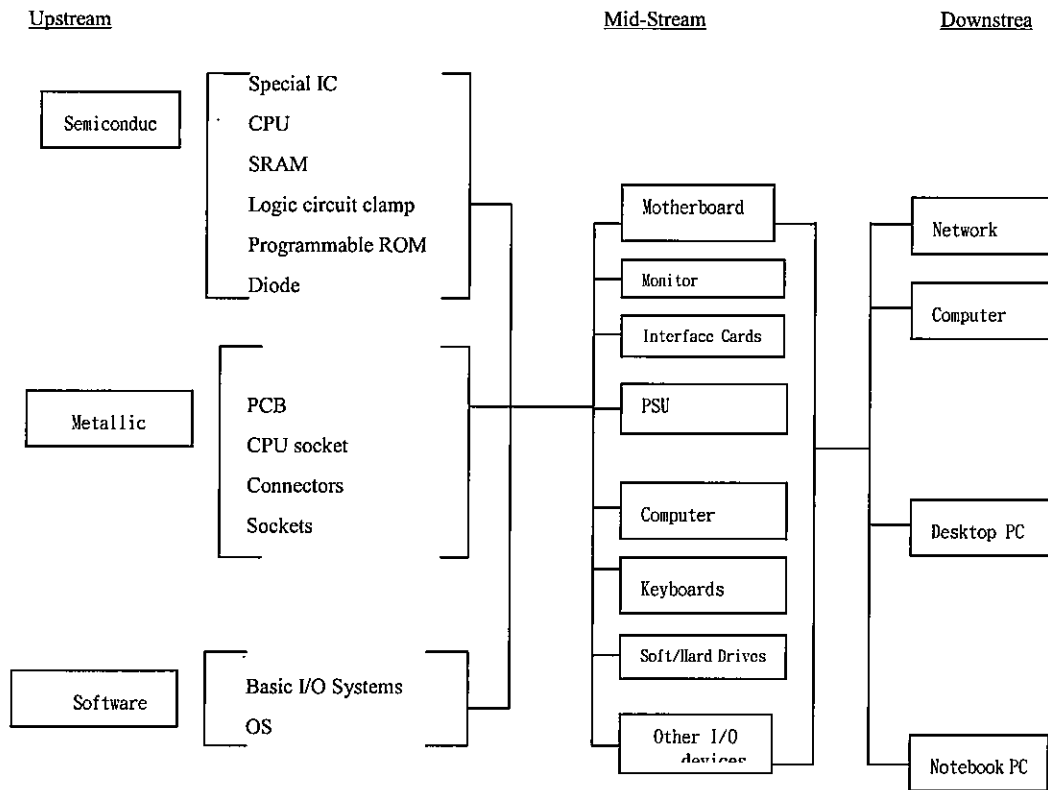 Upstream
Mid-Stream
Downstrea
Semiconduc
Special IC
CPU
SRAM
Logic circuit clamp
Programmable ROM
Diode
Metallic
PCB
CPU socket
Connectors
Sockets
Software
Basic I/O Systems
OS
Motherboard
Monitor
Interface Cards
PSU
Computer
Keyboards
Soft/Hard Drives
Other I/O
devices
Network
Computer
Desktop PC
Notebook PC